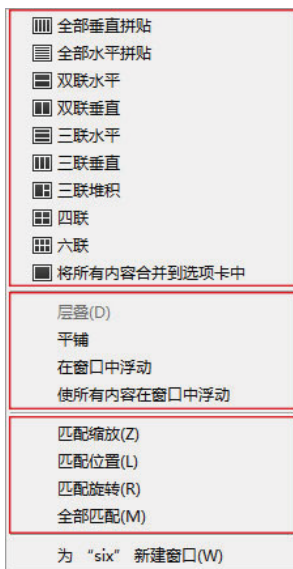 全部垂直拼贴
全部水平拼贴
双联水平
双联垂直
三联水平
三联垂直
三联堆积
四联
六联
将所有内容合并到选项卡中
层叠(D)
平铺
在窗口中浮动
使所有内容在窗口中浮动
匹配缩放(Z)
匹配位置(L)
匹配旋转(R)
全部匹配(M)
为 “six” 新建窗口(W)